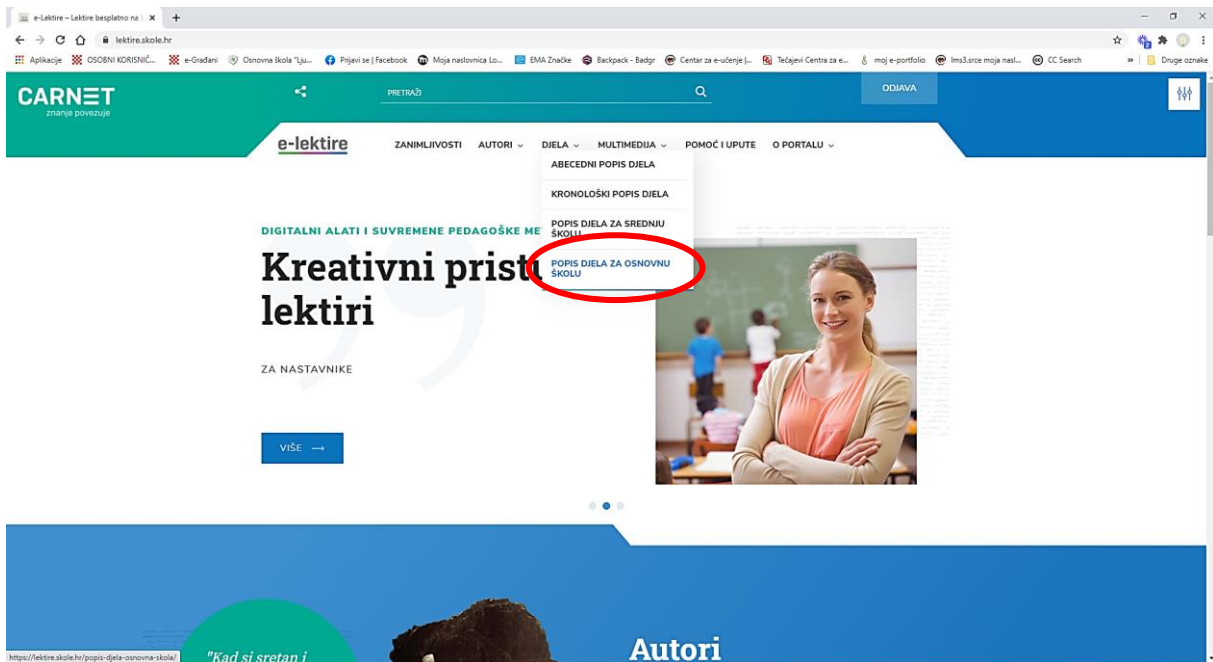 e-Lektire – Lektire besplatno na
lektire.skole.hr
Aplikacije OSOBNI KORISNIČ... e-Građani Osnovna škola "Lju... Prijavi se | Facebook Moja naslovnica Lo... EMA Značke Backpack - Badgr Centar za e-učenje |... Tečajevi Centra za e... moj e-portfolio lms3.srce moja nasl... CC Search » Druge oznake
CARNET
znanje povezuje
PRETRAŽI
ODJAVA
e-lektire ZANIMLJIVOSTI AUTORI DJELA MULTIMEDIJA POMOĆ I UPUTE O PORTALU
ABECEDNI POPIS DJELA
KRONOLOŠKI POPIS DJELA
POPIS DJELA ZA SREDNJU
ŠKOLU
POPIS DJELA ZA OSNOVNU
ŠKOLU
DIGITALNI ALATI I SUVREMENE PEDAGOŠKE ME
Kreativni pristu
lektiri
ZA NASTAVNIKE
VIŠE →
Autori
"Kad si sretan i
https://lektire.skole.hr/popis-djela-osnovna-skola/